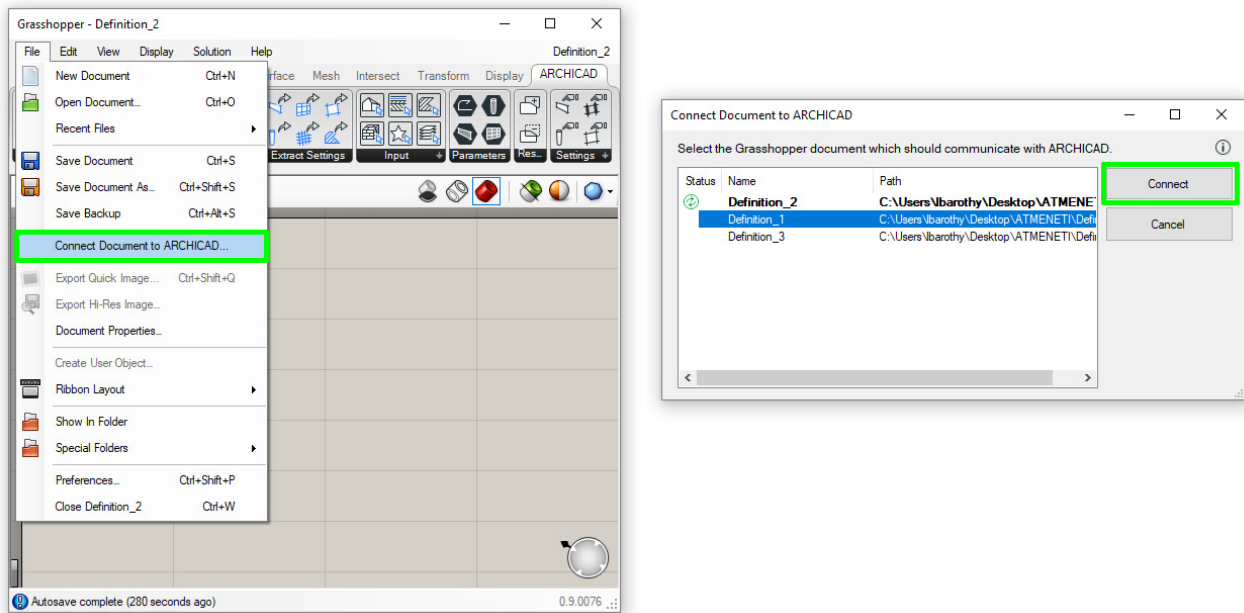 Grasshopper - Definition_2
File Edit View Display Solution Help Definition_2
New Document Ctrl+N
Open Document... Ctrl+O
Recent Files
Save Document Ctrl+S
Save Document As... Ctrl+Shift+S
Save Backup Ctrl+Alt+S
Connect Document to ARCHICAD...
Export Quick Image... Ctrl+Shift+Q
Export Hi-Res Image...
Document Properties...
Create User Object...
Ribbon Layout
Show In Folder
Special Folders
Preferences... Ctrl+Shift+P
Close Definition_2 Ctrl+W
rface Mesh Intersect Transform Display ARCHICAD
Extract Settings Input Parameters Res... Settings
Autosave complete (280 seconds ago) 0.9.0076
Connect Document to ARCHICAD
Select the Grasshopper document which should communicate with ARCHICAD.
Status Name Path
Definition_2 C:\Users\lbarothy\Desktop\ATMENE
Definition_1 C:\Users\lbarothy\Desktop\ATMENETI\Defi
Definition_3 C:\Users\lbarothy\Desktop\ATMENETI\Defi
Connect
Cancel